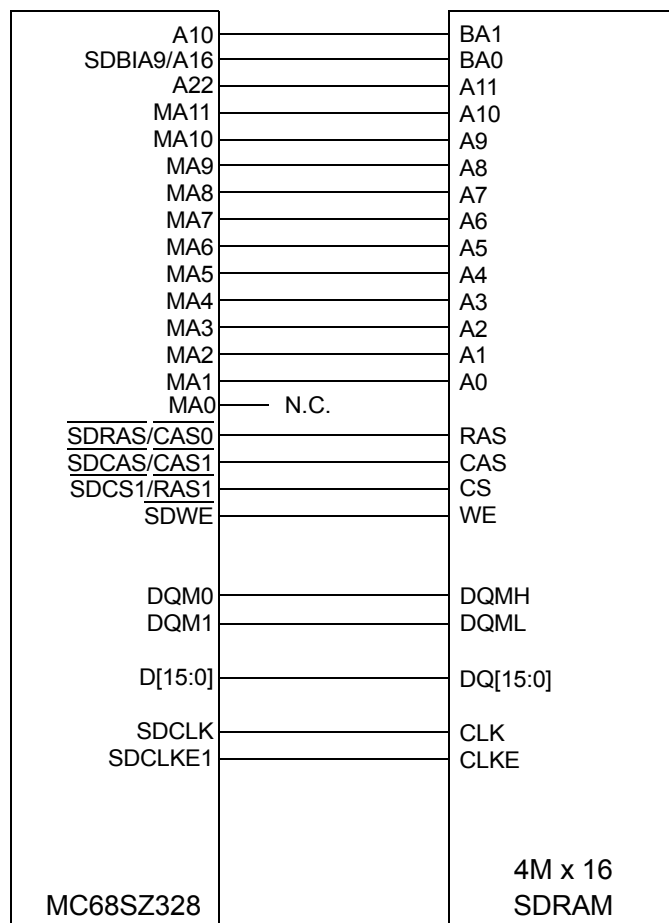 A10 BA1
SDBIA9/A16 BA0
A22 A11
MA11 A10
MA10 A9
MA9 A8
MA8 A7
MA7 A6
MA6 A5
MA5 A4
MA4 A3
MA3 A2
MA2 A1
MA1 A0
MA0 N.C.
SDRAS/CAS0 RAS
SDCAS/CAS1 CAS
SDCS1/RAS1 CS
SDWE WE
DQM0 DQMH
DQM1 DQML
D[15:0] DQ[15:0]
SDCLK CLK
SDCLKE1 CLKE
4M x 16
MC68SZ328 SDRAM